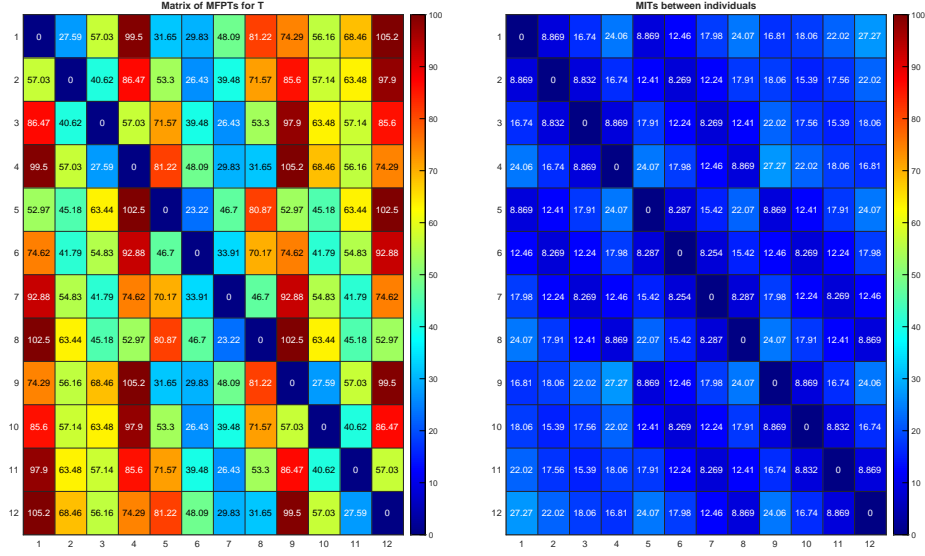 Matrix of MFPTs for T
1 0 27.59 57.03 99.5 31.65 29.83 48.09 81.22 74.29 56.16 68.46 105.2
2 57.03 0 40.62 86.47 53.3 26.43 39.48 71.57 85.6 57.14 63.48 97.9
3 86.47 40.62 0 57.03 71.57 39.48 26.43 53.3 97.9 63.48 57.14 85.6
4 99.5 57.03 27.59 0 81.22 48.09 29.83 31.65 105.2 68.46 56.16 74.29
5 52.97 45.18 63.44 102.5 0 23.22 46.7 80.87 52.97 45.18 63.44 102.5
6 74.62 41.79 54.83 92.88 46.7 0 33.91 70.17 74.62 41.79 54.83 92.88
7 92.88 54.83 41.79 74.62 70.17 33.91 0 46.7 92.88 54.83 41.79 74.62
8 102.5 63.44 45.18 52.97 80.87 46.7 23.22 0 102.5 63.44 45.18 52.97
9 74.29 56.16 68.46 105.2 31.65 29.83 48.09 81.22 0 27.59 57.03 99.5
10 85.6 57.14 63.48 97.9 53.3 26.43 39.48 71.57 57.03 0 40.62 86.47
11 97.9 63.48 57.14 85.6 71.57 39.48 26.43 53.3 86.47 40.62 0 57.03
12 105.2 68.46 56.16 74.29 81.22 48.09 29.83 31.65 99.5 57.03 27.59 0
1 2 3 4 5 6 7 8 9 10 11 12
100
90
80
70
60
50
40
30
20
10
0
MITs between individuals
1 0 8.869 16.74 24.06 8.869 12.46 17.98 24.07 16.81 18.06 22.02 27.27
2 8.869 0 8.832 16.74 12.41 8.269 12.24 17.91 18.06 15.39 17.56 22.02
3 16.74 8.832 0 8.869 17.91 12.24 8.269 12.41 22.02 17.56 15.39 18.06
4 24.06 16.74 8.869 0 24.07 17.98 12.46 8.869 27.27 22.02 18.06 16.81
5 8.869 12.41 17.91 24.07 0 8.287 15.42 22.07 8.869 12.41 17.91 24.07
6 12.46 8.269 12.24 17.98 8.287 0 8.254 15.42 12.46 8.269 12.24 17.98
7 17.98 12.24 8.269 12.46 15.42 8.254 0 8.287 17.98 12.24 8.269 12.46
8 24.07 17.91 12.41 8.869 22.07 15.42 8.287 0 24.07 17.91 12.41 8.869
9 16.81 18.06 22.02 27.27 8.869 12.46 17.98 24.07 0 8.869 16.74 24.06
10 18.06 15.39 17.56 22.02 12.41 8.269 12.24 17.91 8.869 0 8.832 16.74
11 22.02 17.56 15.39 18.06 17.91 12.24 8.269 12.41 16.74 8.832 0 8.869
12 27.27 22.02 18.06 16.81 24.07 17.98 12.46 8.869 24.06 16.74 8.869 0
1 2 3 4 5 6 7 8 9 10 11 12
100
90
80
70
60
50
40
30
20
10
0